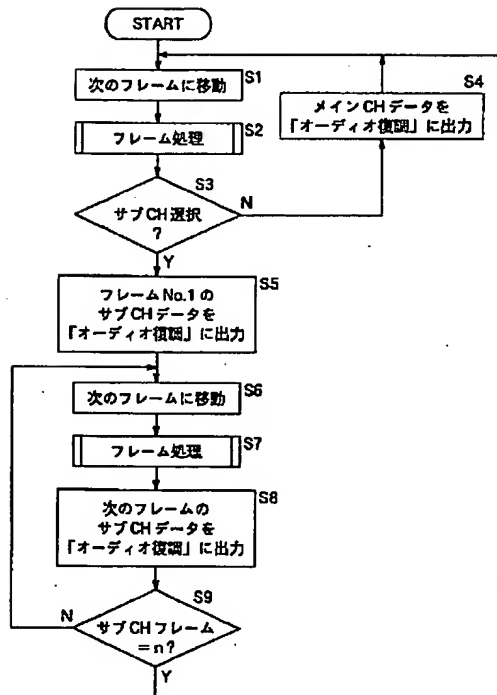 START
次のフレームに移動
S1
フレーム処理
S2
S3
サブCH選択
?
N
Y
S4
メインCHデータを
「オーディオ復調」に出力
S5
フレームNo.1の
サブCHデータを
「オーディオ復調」に出力
S6
次のフレームに移動
S7
フレーム処理
S8
次のフレームの
サブCHデータを
「オーディオ復調」に出力
S9
サブCHフレーム
=n?
N
Y